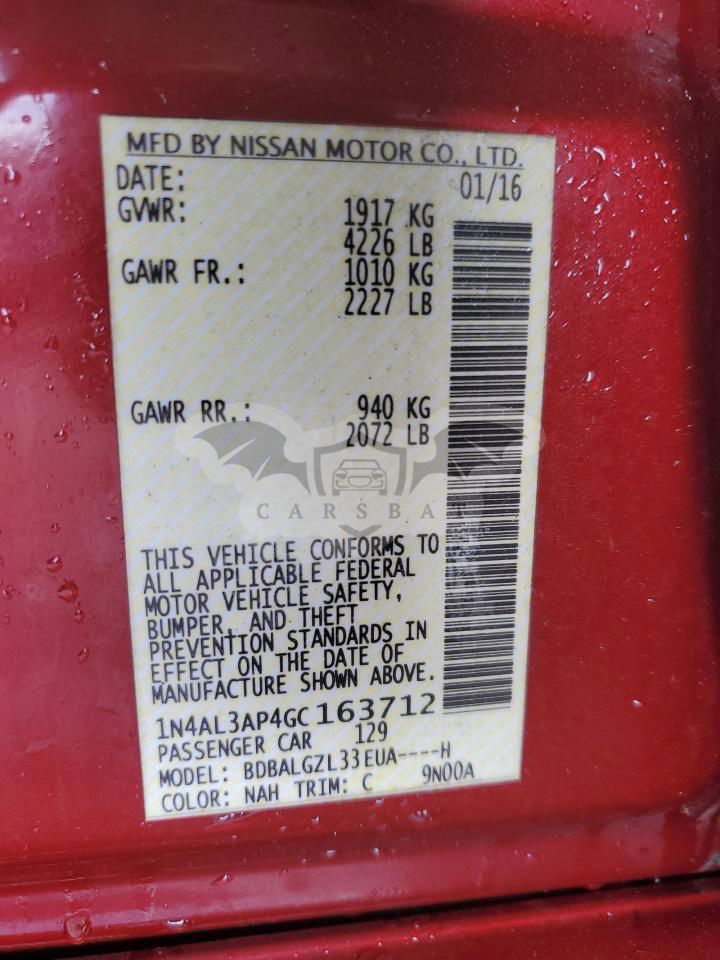 MFD BY NISSAN MOTOR CO., LTD.
DATE: 01/16
GVWR: 1917 KG
4226 LB
GAWR FR.: 1010 KG
2227 LB
GAWR RR.: 940 KG
2072 LB
CARSBA
THIS VEHICLE CONFORMS TO
ALL APPLICABLE FEDERAL
MOTOR VEHICLE SAFETY,
BUMPER, AND THEFT
PREVENTION STANDARDS IN
EFFECT ON THE DATE OF
MANUFACTURE SHOWN ABOVE.
1N4AL3AP4GC163712
PASSENGER CAR 129
MODEL: BDBALGZL33EUA----H
COLOR: NAH TRIM: C 9N00A